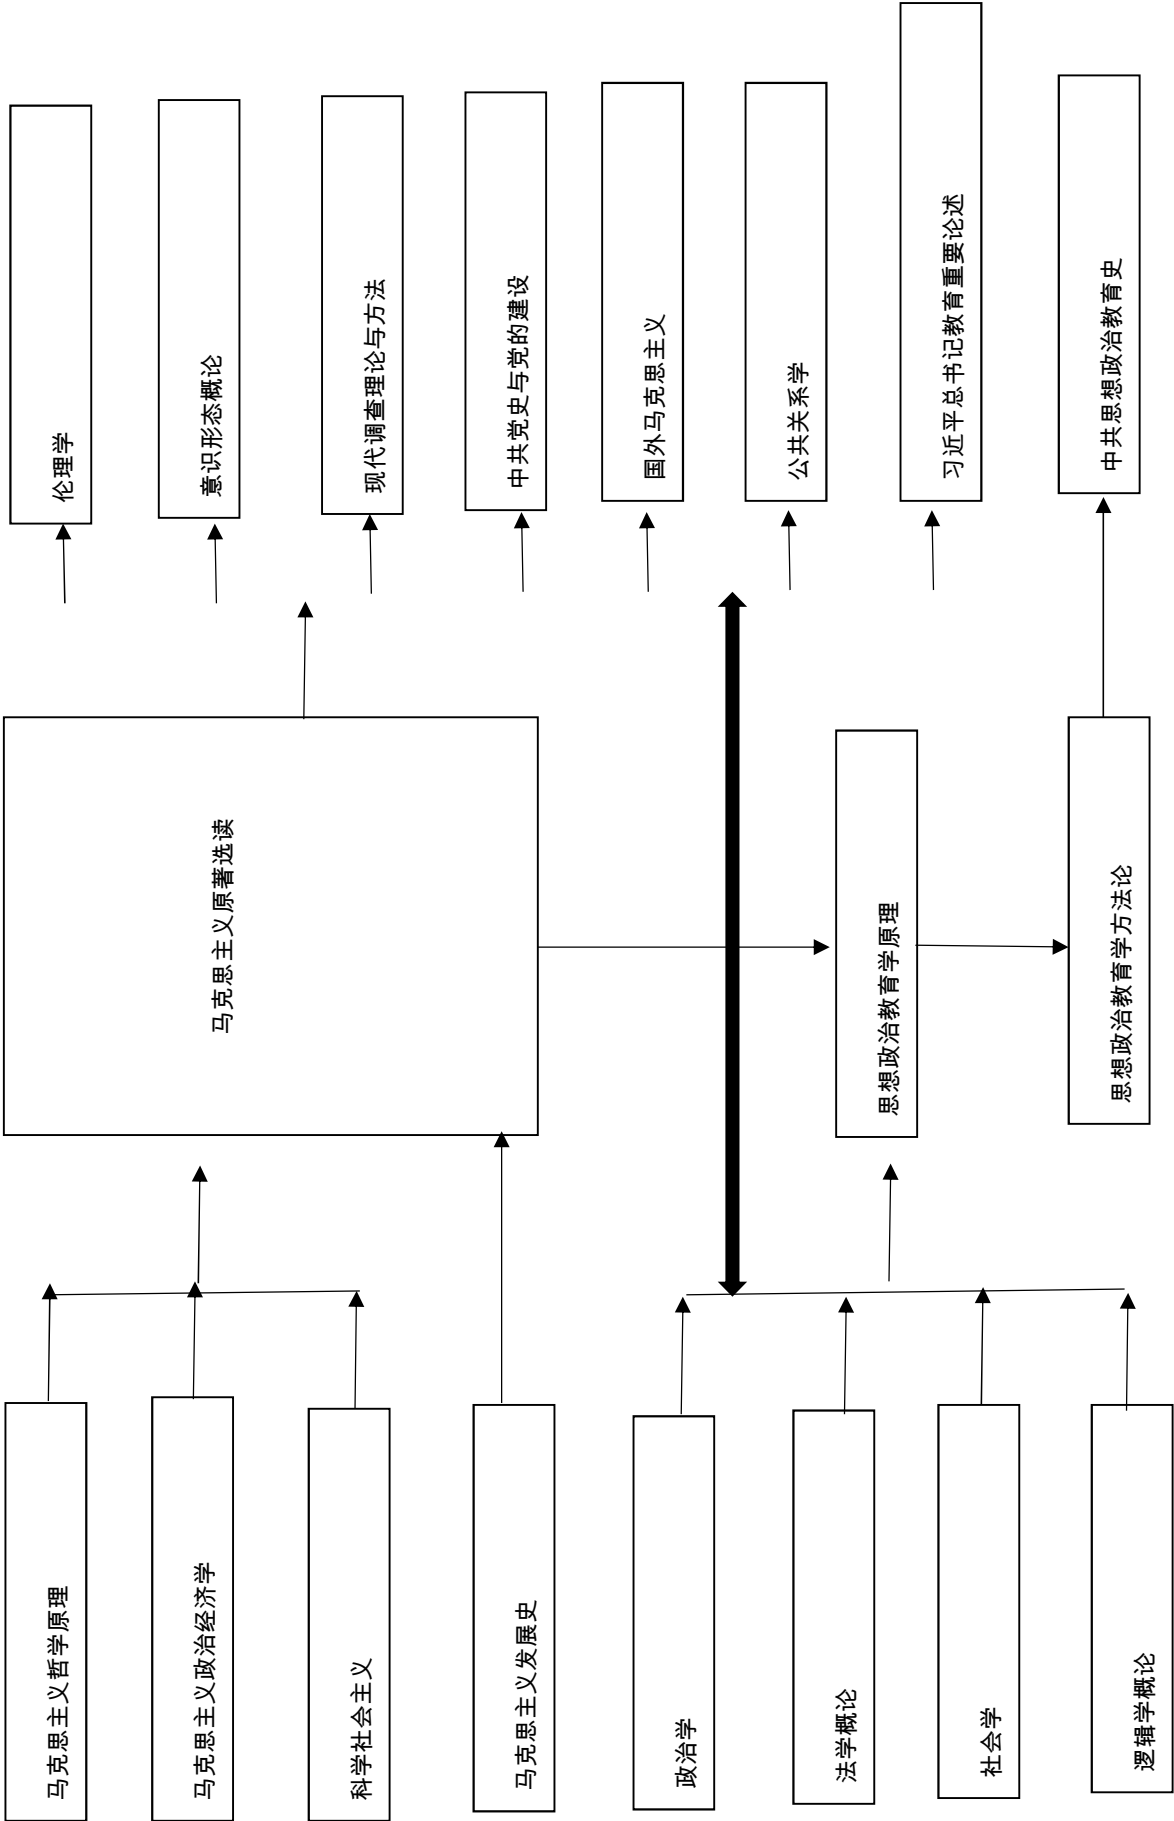 马克思主义哲学原理
马克思主义政治经济学
科学社会主义
马克思主义发展史
政治学
法学概论
社会学
逻辑学概论
马克思主义原著选读
思想政治教育学原理
思想政治教育学方法论
伦理学
意识形态概论
现代调查理论与方法
中共党史与党的建设
国外马克思主义
公共关系学
习近平总书记教育重要论述
中共思想政治教育史